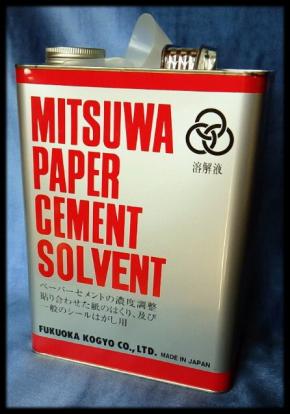 MITSUWA
PAPER
CEMENT
SOLVENT
溶解液
ペーパーセメントの濃度調整
貼り合わせた紙のはくり、及び
一般のシールはがし用
FUKUOKA KOGYO CO., LTD. MADE IN JAPAN